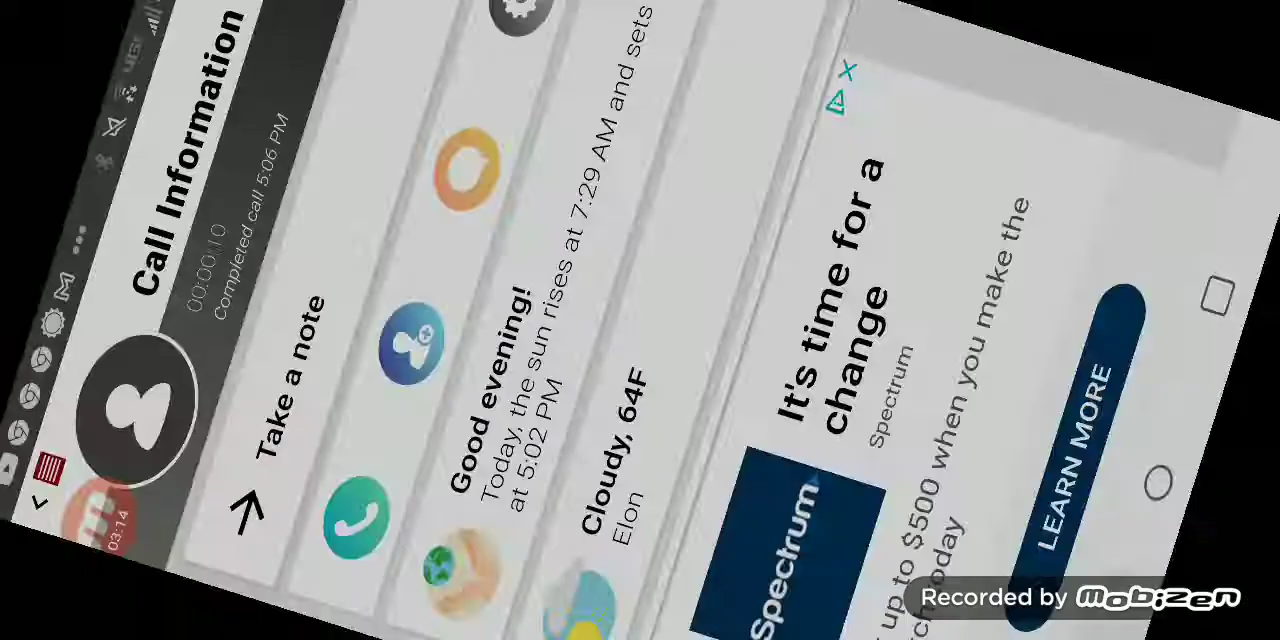 4G
Call Information
00:00:10
Completed call 5:06 PM
03:14
Take a note
Good evening!
Today, the sun rises at 7:29 AM and sets
at 5:02 PM
Cloudy, 64F
Elon
It's time for a
change
Spectrum
Spectrum
up to $500 when you make the
today
LEARN MORE
Recorded by mobizen